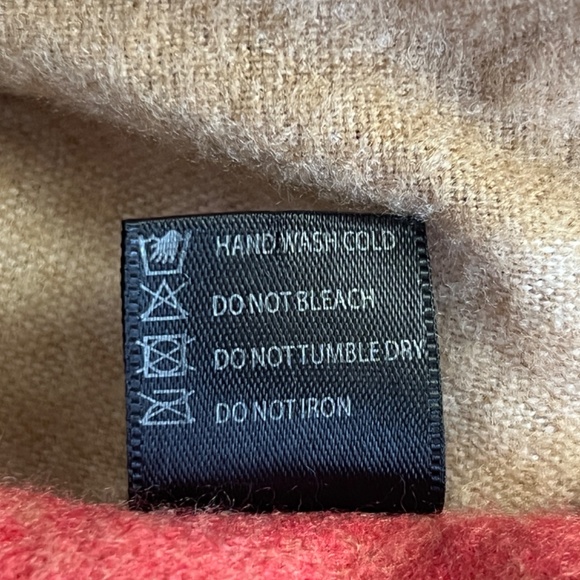 HAND WASH COLD
DO NOT BLEACH
DO NOT TUMBLE DRY
DO NOT IRON